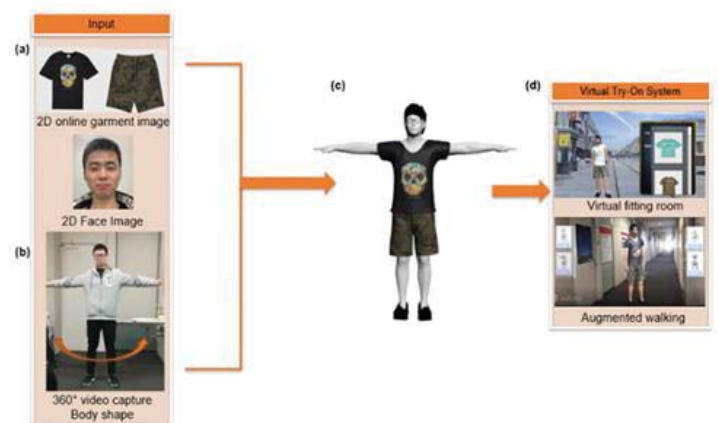 Input
(a)
2D online garment image
2D Face Image
(b)
360° video capture
Body shape
(c)
(d)
Virtual Try-On System
Virtual fitting room
Augmented walking